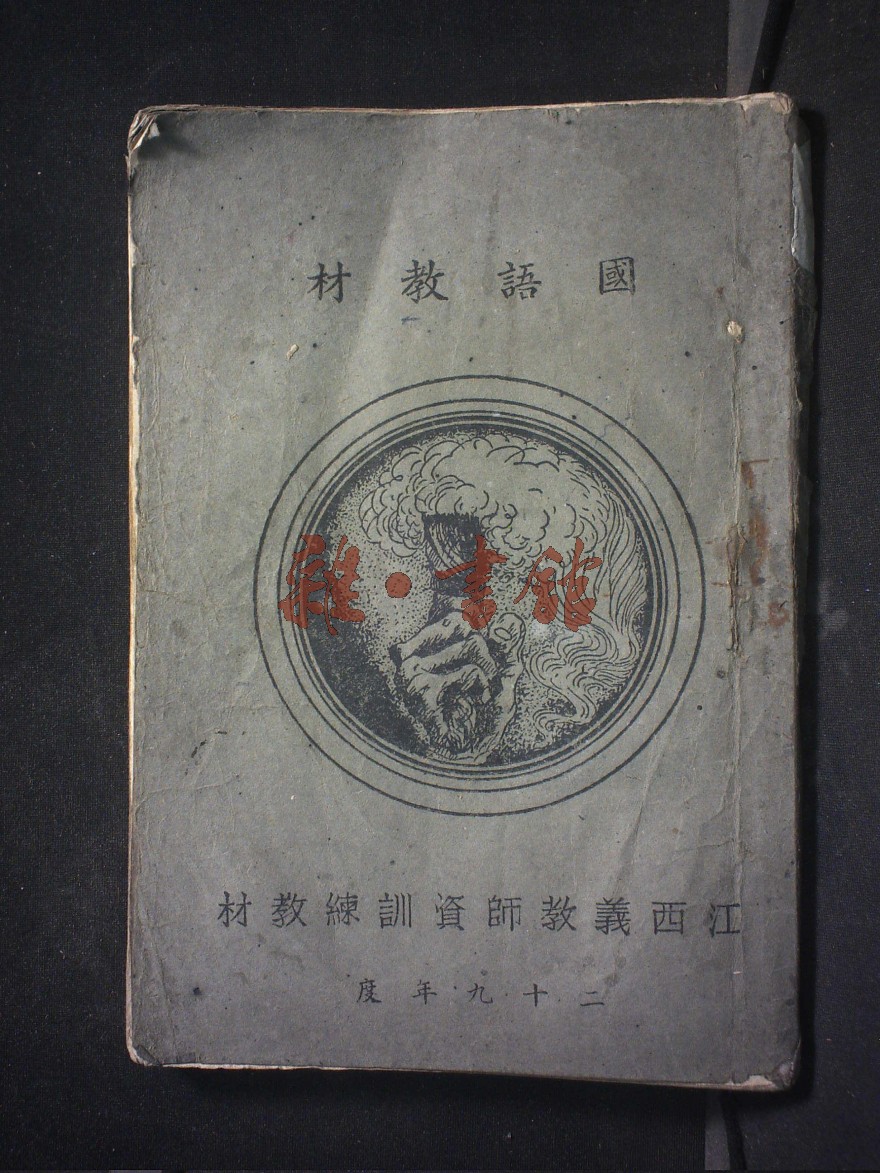 國語教材
雜·書館
江西義教師資訓練教材
二十九年度